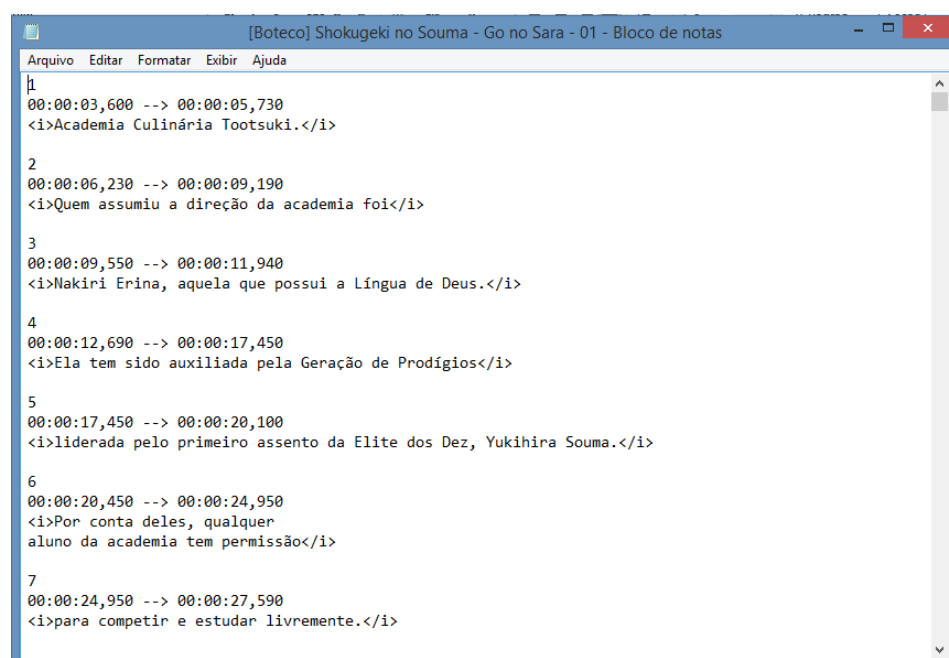 [Boteco] Shokugeki no Souma - Go no Sara - 01 - Bloco de notas
Arquivo Editar Formatar Exibir Ajuda
1
00:00:03,600 --> 00:00:05,730
<i>Academia Culinária Tootsuki.</i>
2
00:00:06,230 --> 00:00:09,190
<i>Quem assumiu a direção da academia foi</i>
3
00:00:09,550 --> 00:00:11,940
<i>Nakiri Erina, aquela que possui a Língua de Deus.</i>
4
00:00:12,690 --> 00:00:17,450
<i>Ela tem sido auxiliada pela Geração de Prodígios</i>
5
00:00:17,450 --> 00:00:20,100
<i>liderada pelo primeiro assento da Elite dos Dez, Yukihira Souma.</i>
6
00:00:20,450 --> 00:00:24,950
<i>Por conta deles, qualquer
aluno da academia tem permissão</i>
7
00:00:24,950 --> 00:00:27,590
<i>para competir e estudar livremente.</i>